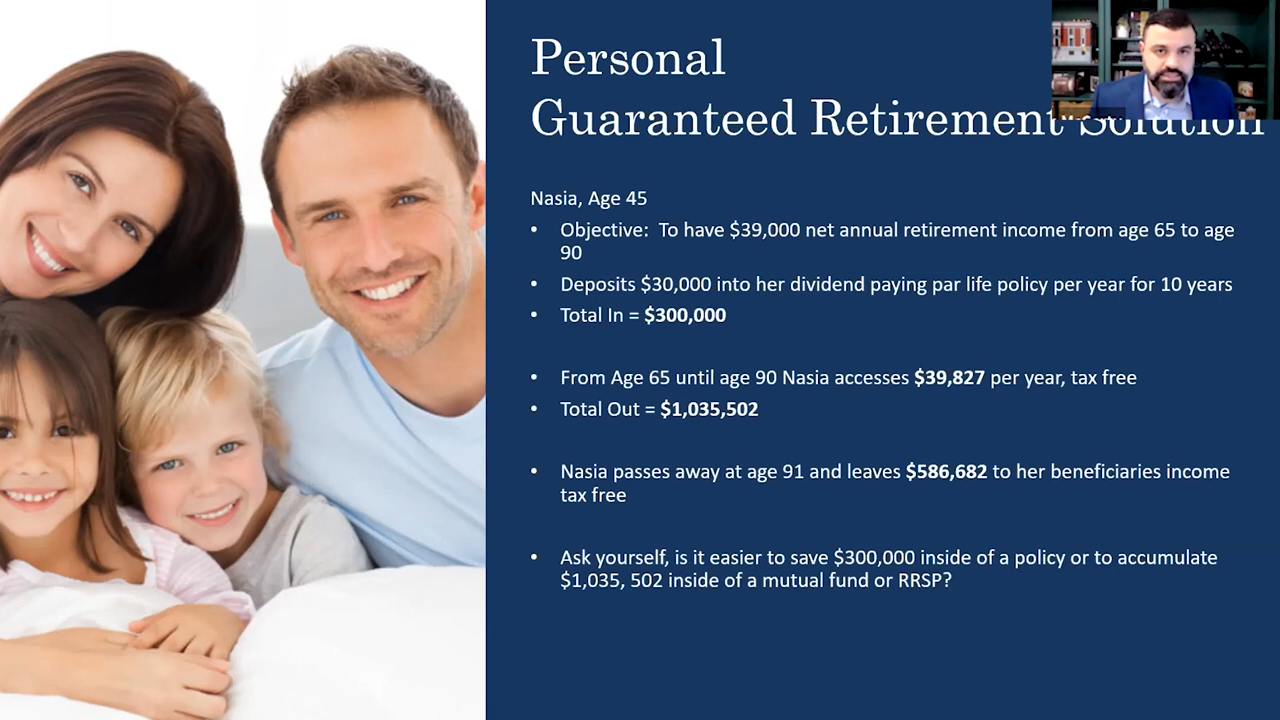 Personal
Guaranteed Retirement Solution
Nasia, Age 45
• Objective: To have $39,000 net annual retirement income from age 65 to age
90
• Deposits $30,000 into her dividend paying par life policy per year for 10 years
• Total In = $300,000
• From Age 65 until age 90 Nasia accesses $39,827 per year, tax free
• Total Out = $1,035,502
• Nasia passes away at age 91 and leaves $586,682 to her beneficiaries income
tax free
• Ask yourself, is it easier to save $300,000 inside of a policy or to accumulate
$1,035, 502 inside of a mutual fund or RRSP?